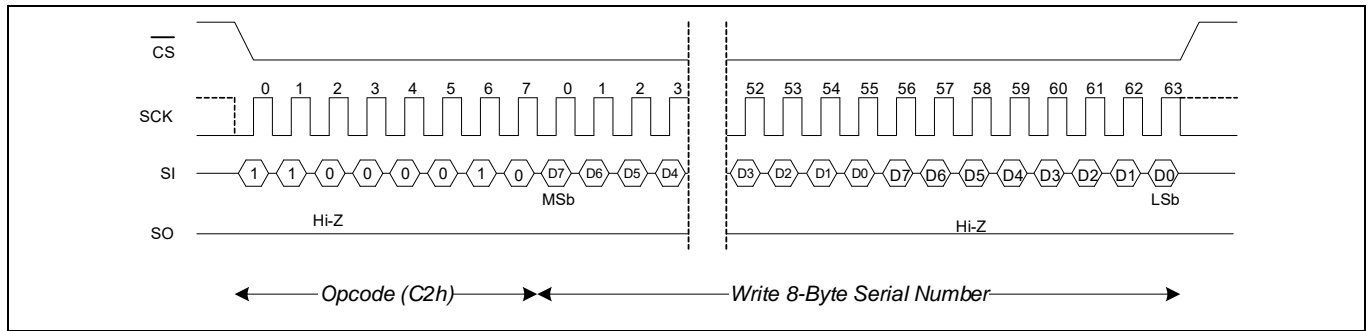 CS
0 1 2 3 4 5 6 7 0 1 2 3 52 53 54 55 56 57 58 59 60 61 62 63
SCK
SI 1 1 0 0 0 0 1 0 D7 D6 D5 D4 D3 D2 D1 D0 D7 D6 D5 D4 D3 D2 D1 D0
MSb LSb
Hi-Z Hi-Z
SO
Opcode (C2h) Write 8-Byte Serial Number